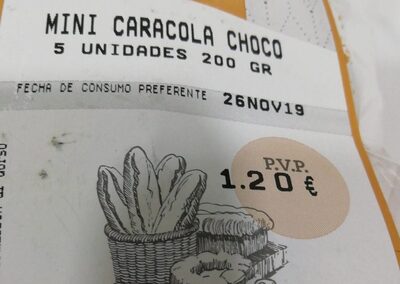 MINI CARACOLA CHOCO
5 UNIDADES 200 GR
FECHA DE CONSUMO PREFERENTE 26NOV19
P.V.P.
1.20€